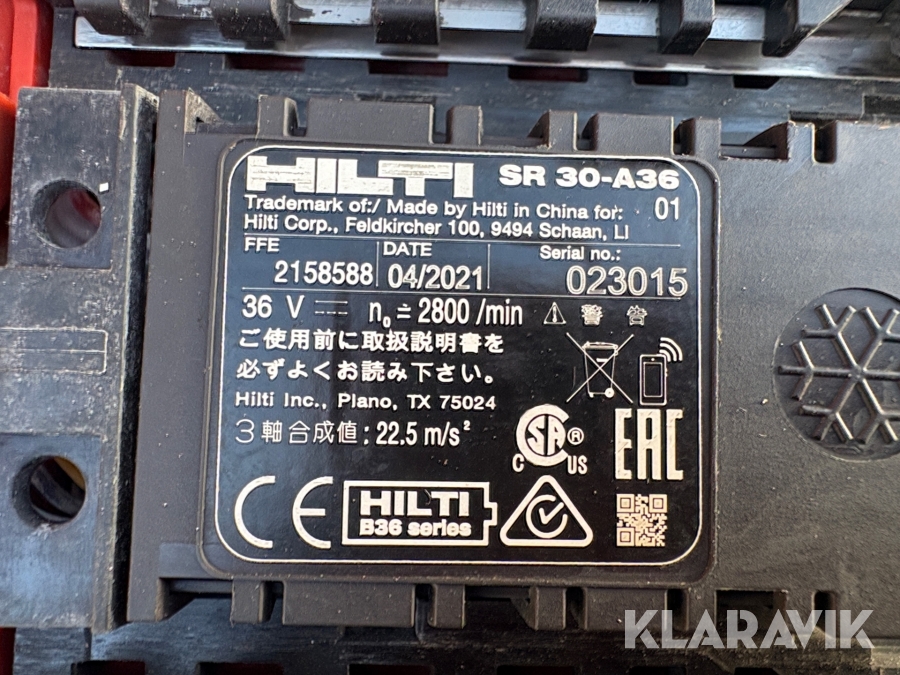 HILTI SR 30-A36
Trademark of:/ Made by Hilti in China for: 01
Hilti Corp., Feldkircher 100, 9494 Schaan, LI
FFE DATE Serial no.:
2158588 04/2021 023015
36 V n₀ ≐ 2800 /min 警告
ご使用前に取扱説明書を
必ずよくお読み下さい。
Hilti Inc., Plano, TX 75024
3軸合成値: 22.5 m/s²
C SA ® US
EAC
CE HILTI
B36 series
KLARAVIK